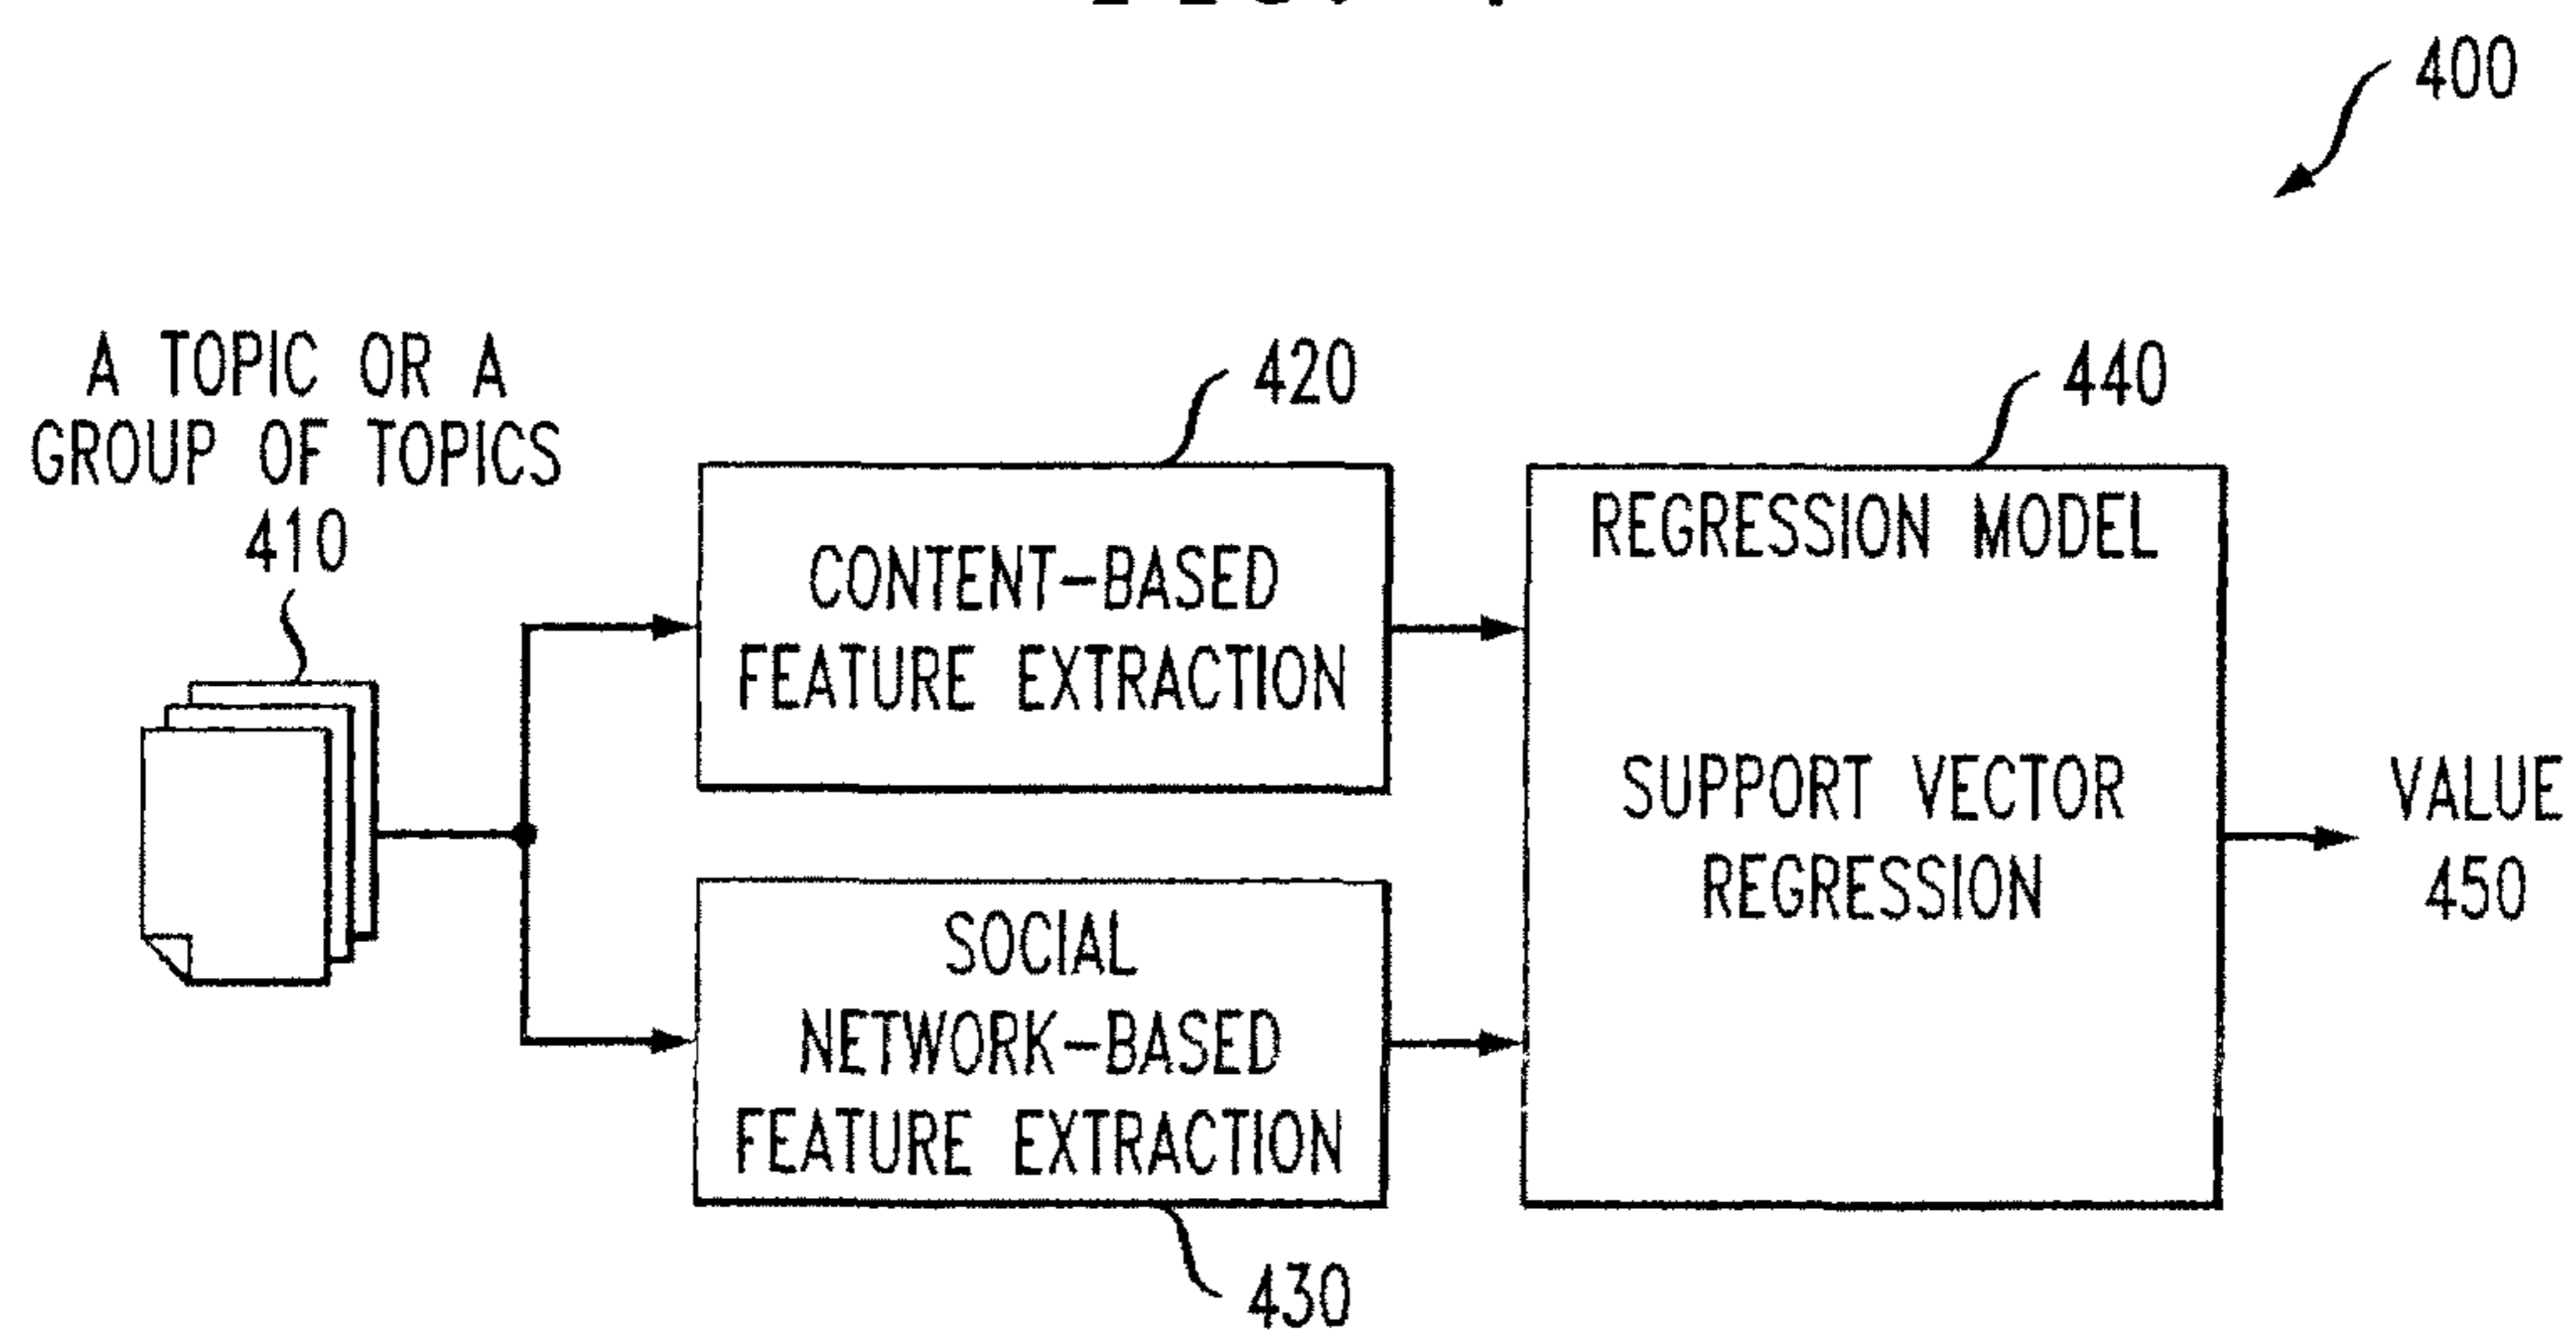 400
A TOPIC OR A
GROUP OF TOPICS
410
420
CONTENT-BASED
FEATURE EXTRACTION
SOCIAL
NETWORK-BASED
FEATURE EXTRACTION
430
440
REGRESSION MODEL
SUPPORT VECTOR
REGRESSION
VALUE
450